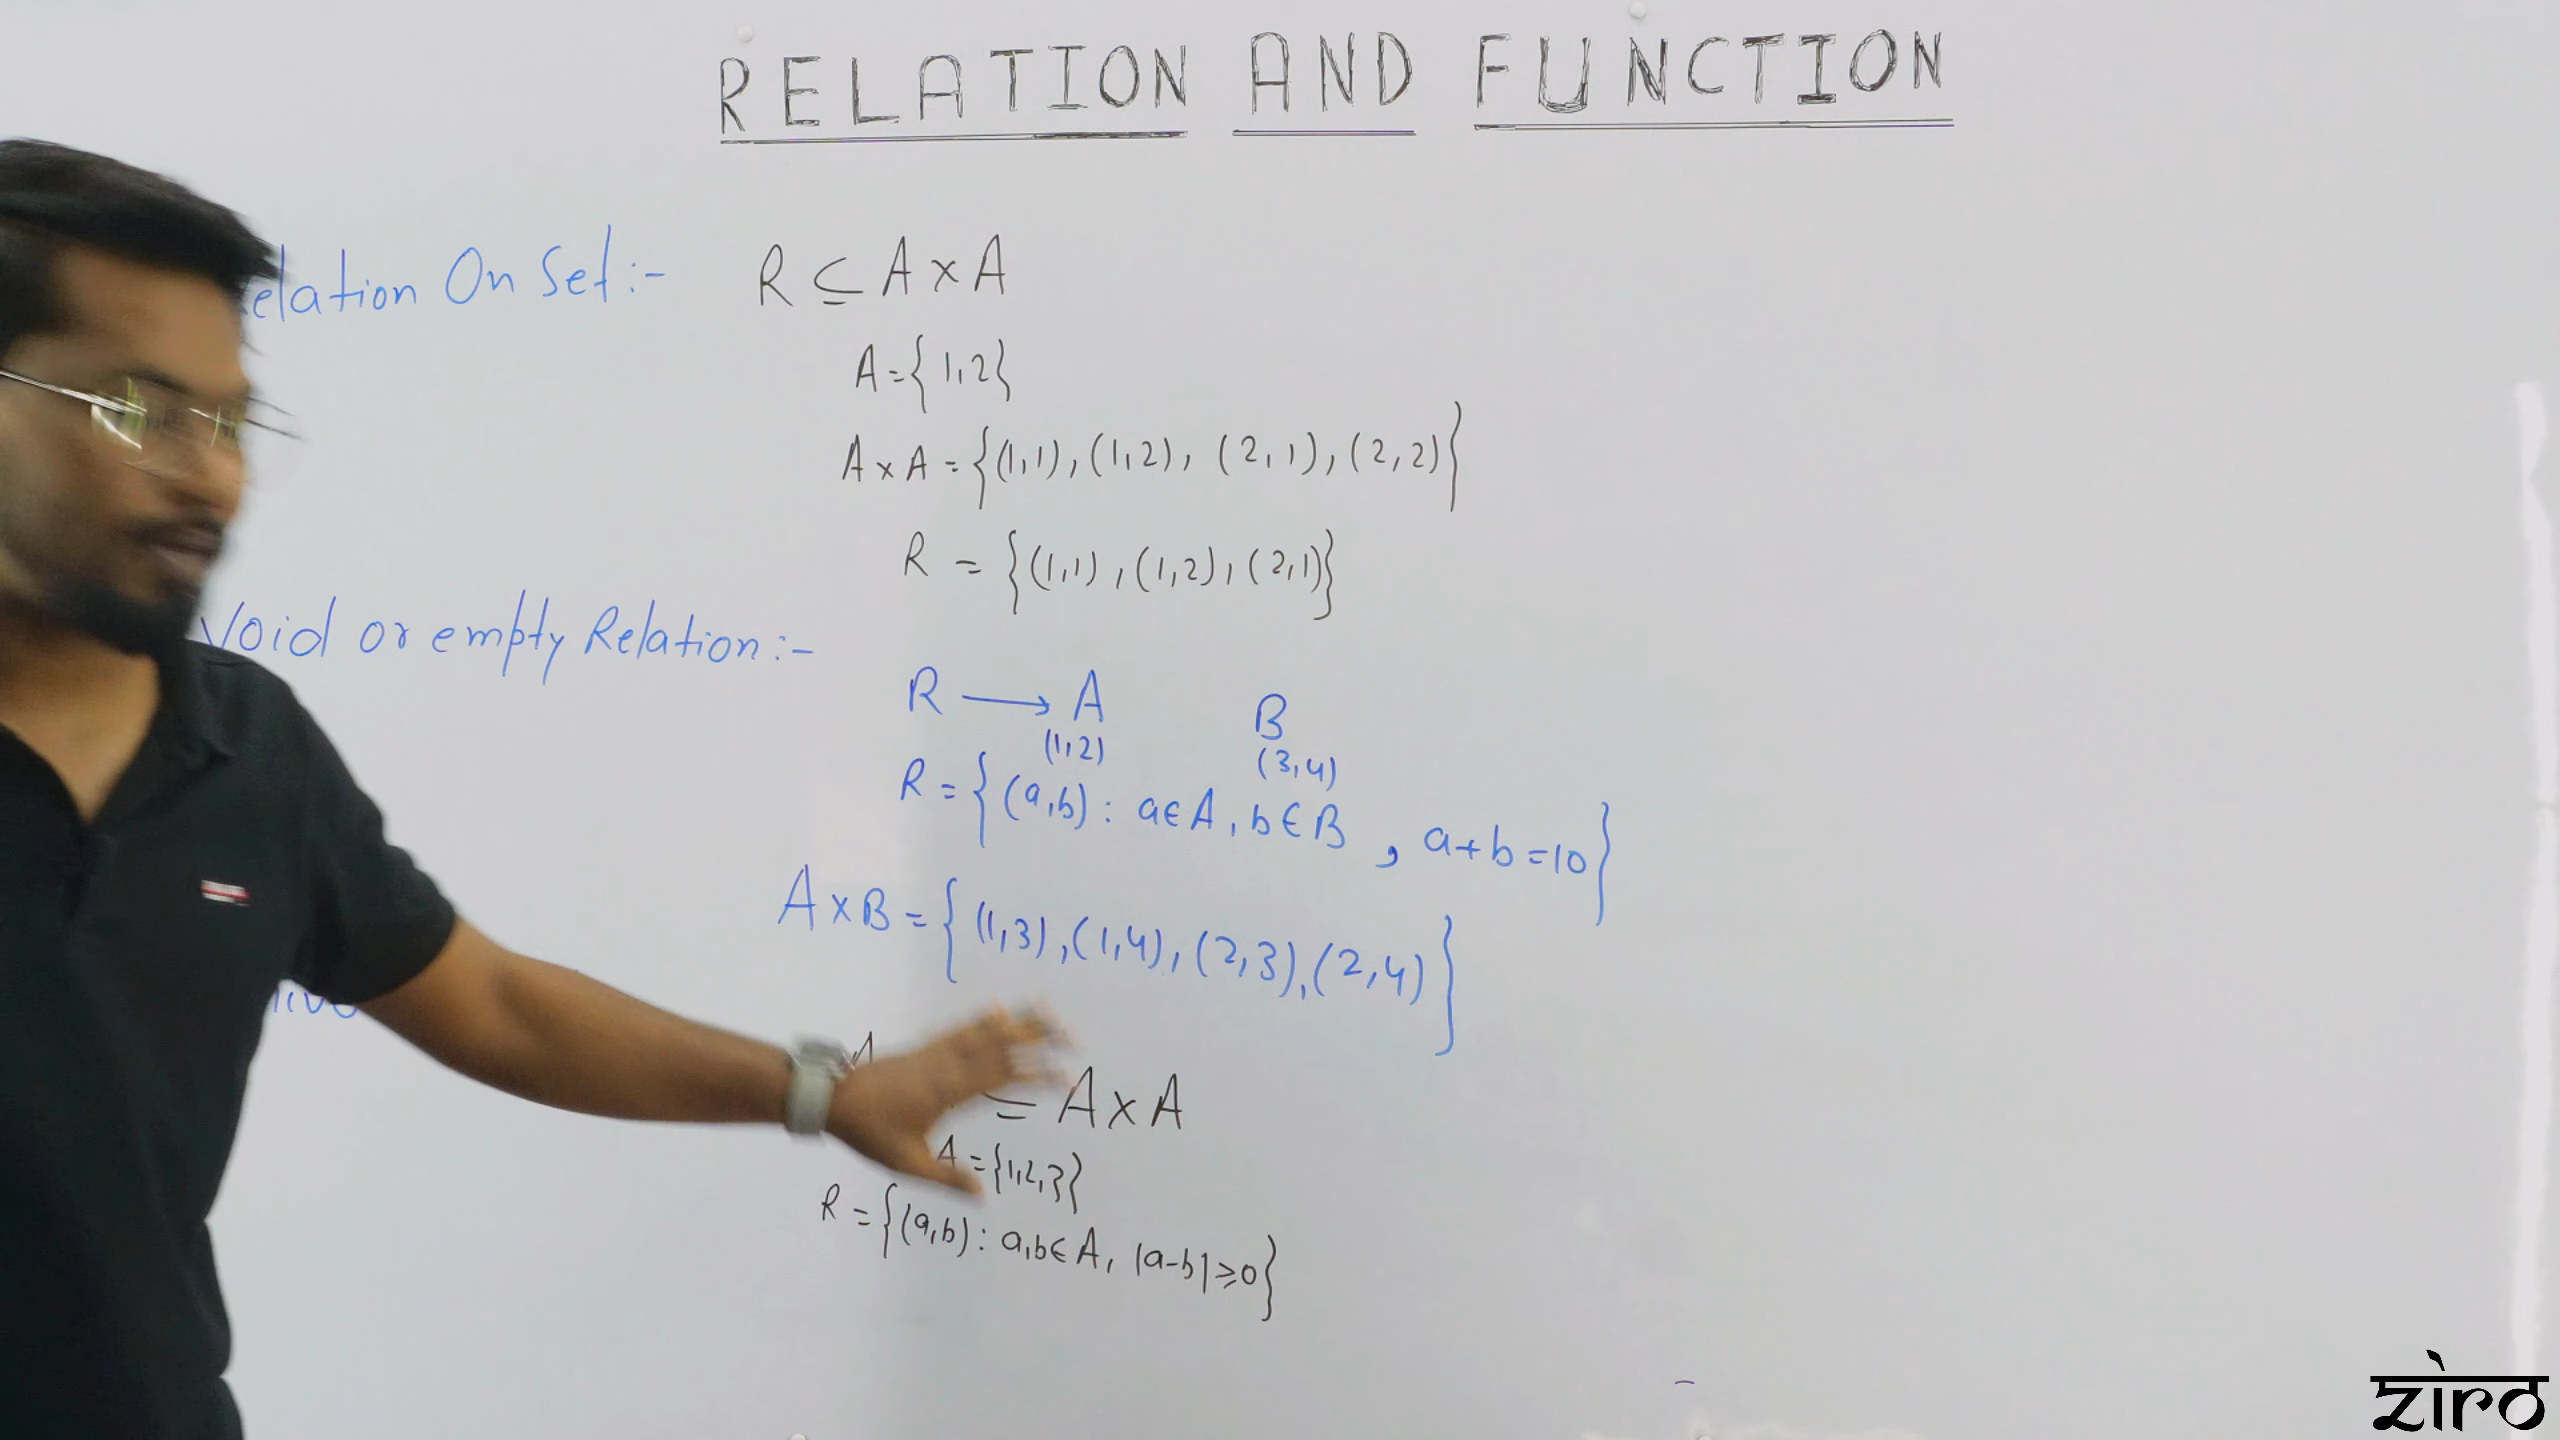 RELATION AND FUNCTION
elation On Set :- R ⊆ A × A
A = { 1, 2 }
A × A = { (1,1), (1,2), (2,1), (2,2) }
R = { (1,1), (1,2), (2,1) }
Void or empty Relation :-
R ⟶ A B
(1,2) (3,4)
R = { (a,b) : a ∈ A, b ∈ B , a+b = 10 }
A × B = { (1,3), (1,4), (2,3), (2,4) }
= A × A
A = {1,2,3}
R = { (a,b) : a,b ∈ A, |a-b| ⩾ 0 }
ziro